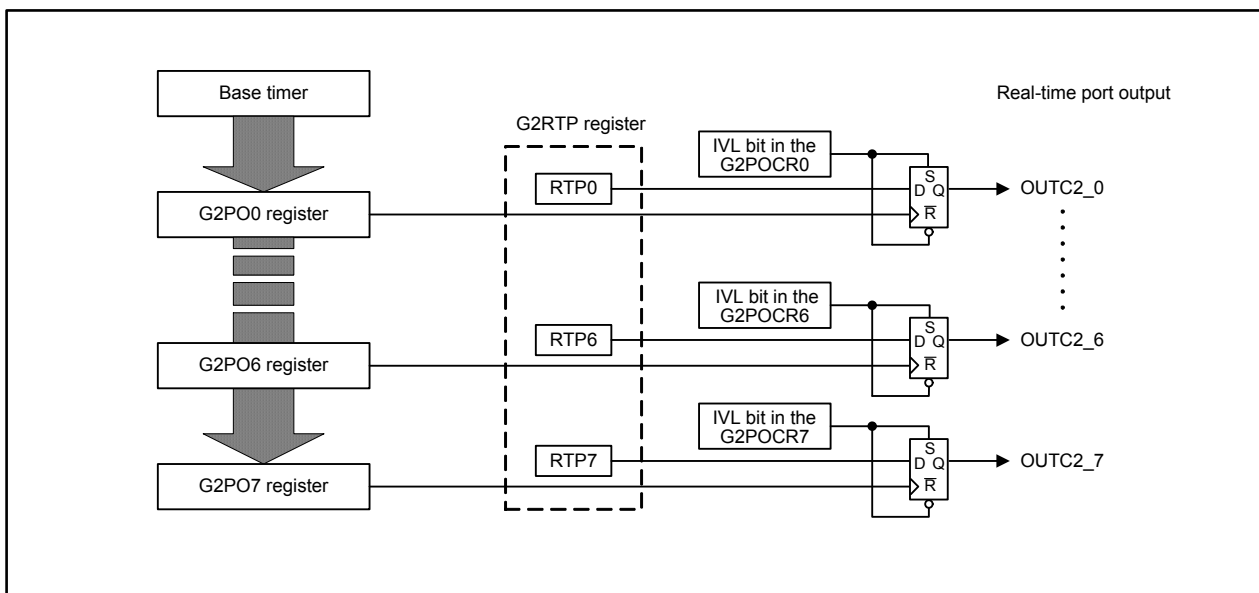 Base timer
Real-time port output
G2RTP register
IVL bit in the
G2POCR0
RTP0
S
D Q
R
OUTC2_0
G2PO0 register
IVL bit in the
G2POCR6
RTP6
S
D Q
R
OUTC2_6
G2PO6 register
IVL bit in the
G2POCR7
RTP7
S
D Q
R
OUTC2_7
G2PO7 register